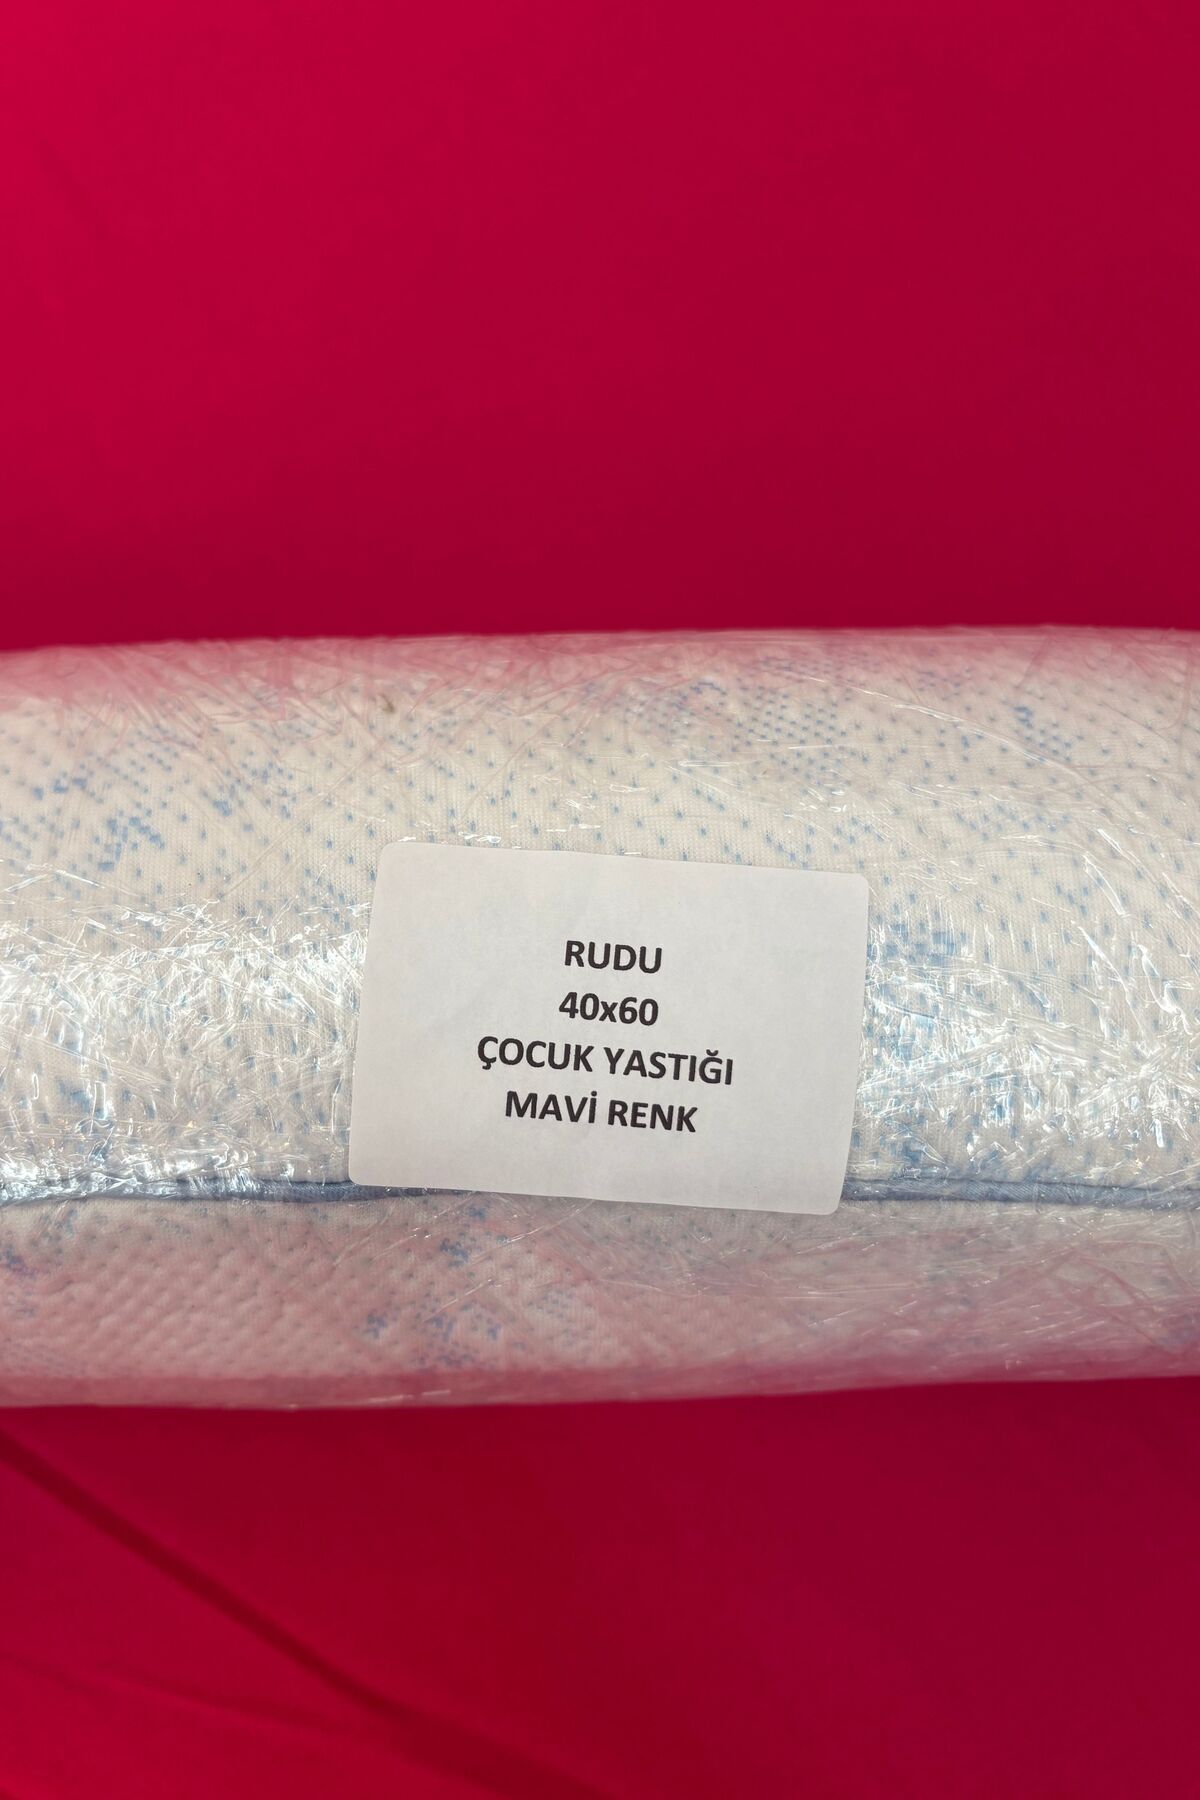 RUDU
40x60
ÇOCUK YASTIĞI
MAVİ RENK